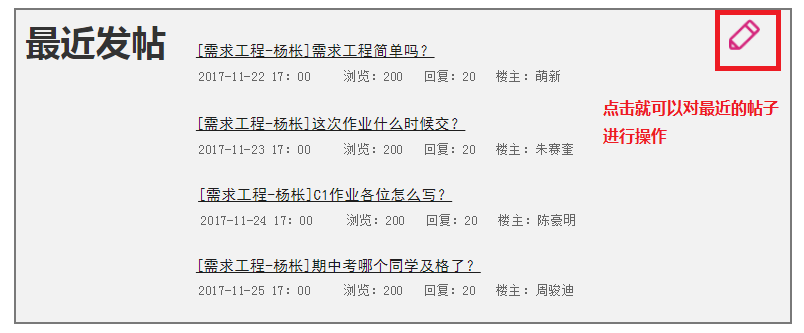 最近发帖
[需求工程-杨枨]需求工程简单吗？
2017-11-22 17：00 浏览：200 回复：20 楼主：萌新
点击就可以对最近的帖子
进行操作
[需求工程-杨枨]这次作业什么时候交？
2017-11-23 17：00 浏览：200 回复：20 楼主：朱赛奎
[需求工程-杨枨]C1作业各位怎么写？
2017-11-24 17：00 浏览：200 回复：20 楼主：陈豪明
[需求工程-杨枨]期中考哪个同学及格了？
2017-11-25 17：00 浏览：200 回复：20 楼主：周骏迪